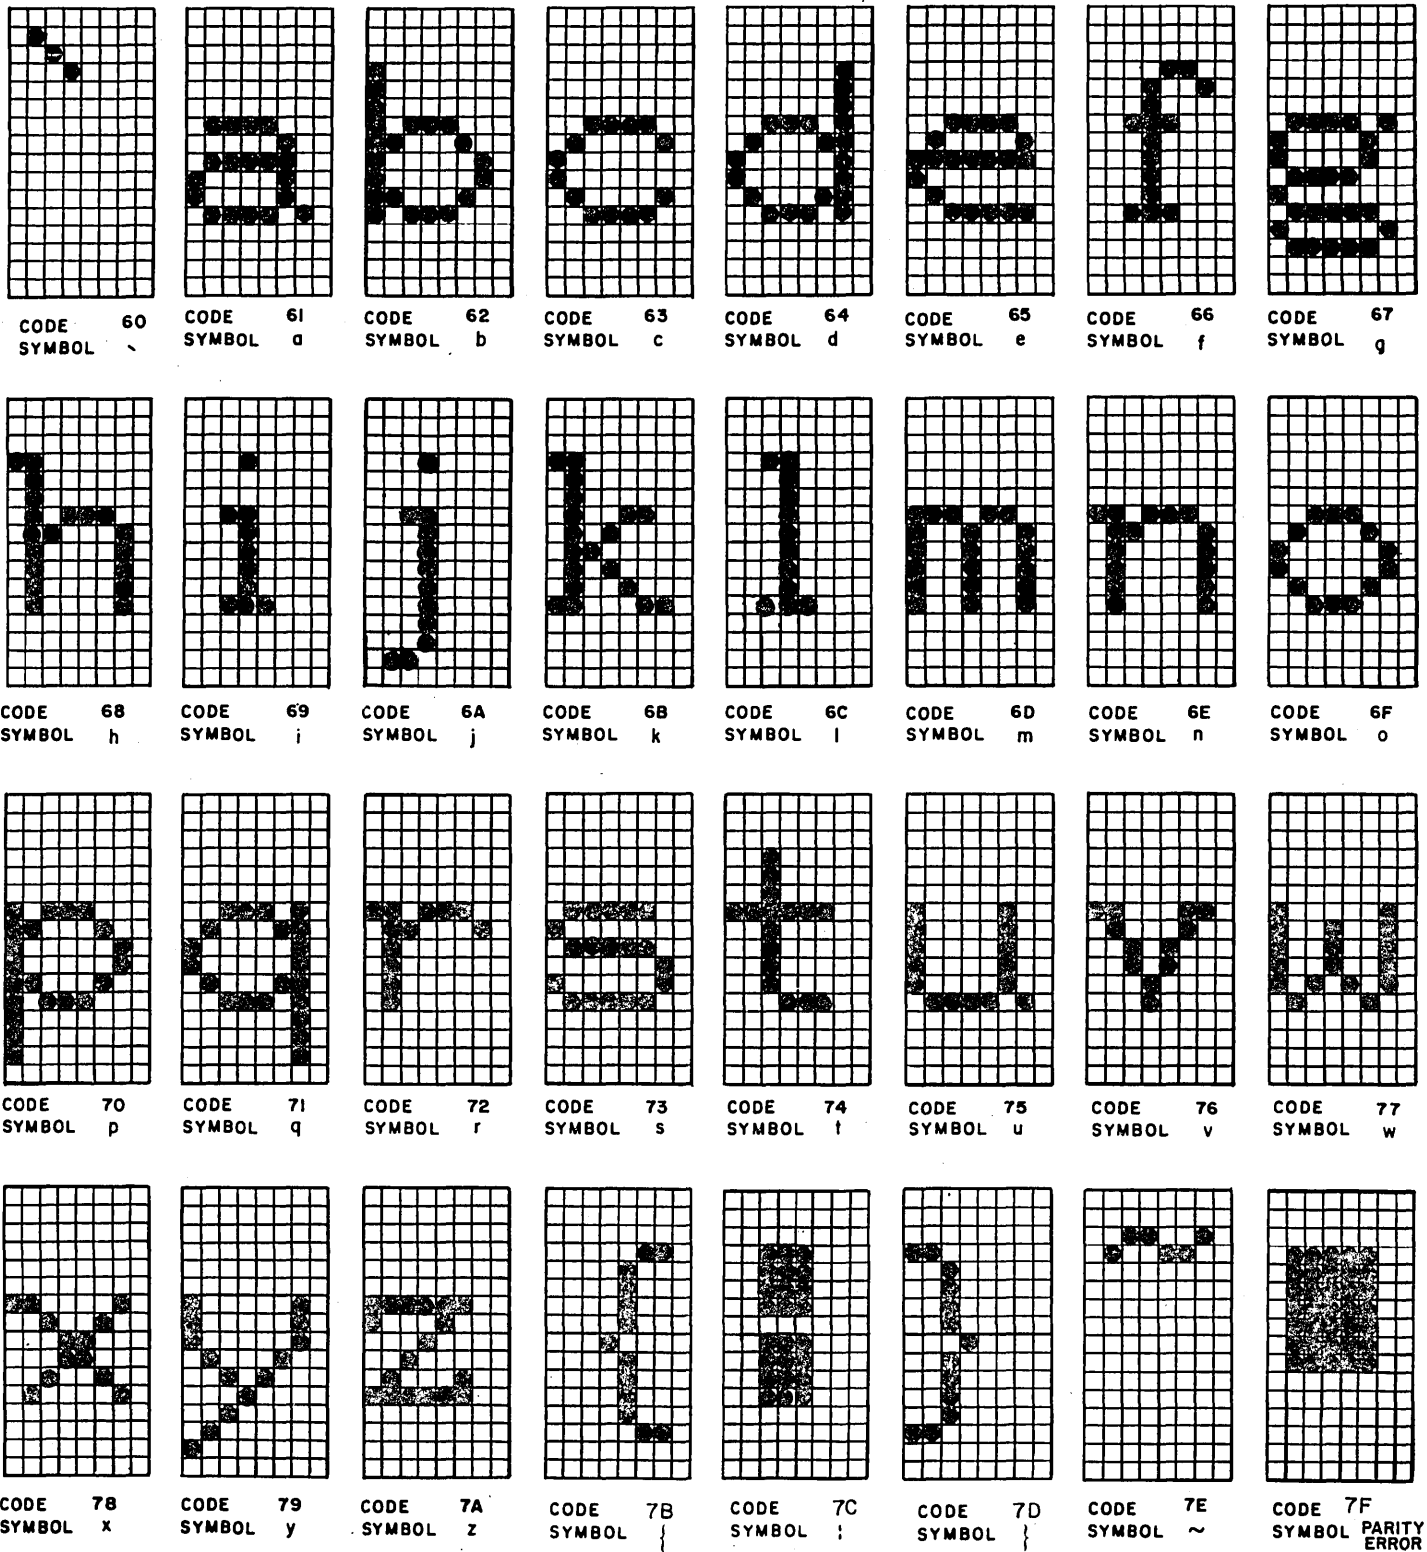 CODE 60 CODE 61 CODE 62 CODE 63 CODE 64 CODE 65 CODE 66 CODE 67
SYMBOL ` SYMBOL a SYMBOL b SYMBOL c SYMBOL d SYMBOL e SYMBOL f SYMBOL g
CODE 68 CODE 69 CODE 6A CODE 6B CODE 6C CODE 6D CODE 6E CODE 6F
SYMBOL h SYMBOL i SYMBOL j SYMBOL k SYMBOL l SYMBOL m SYMBOL n SYMBOL o
CODE 70 CODE 71 CODE 72 CODE 73 CODE 74 CODE 75 CODE 76 CODE 77
SYMBOL p SYMBOL q SYMBOL r SYMBOL s SYMBOL t SYMBOL u SYMBOL v SYMBOL w
CODE 78 CODE 79 CODE 7A CODE 7B CODE 7C CODE 7D CODE 7E CODE 7F
SYMBOL x SYMBOL y SYMBOL z SYMBOL { SYMBOL ¦ SYMBOL } SYMBOL ~ SYMBOL PARITY
ERROR